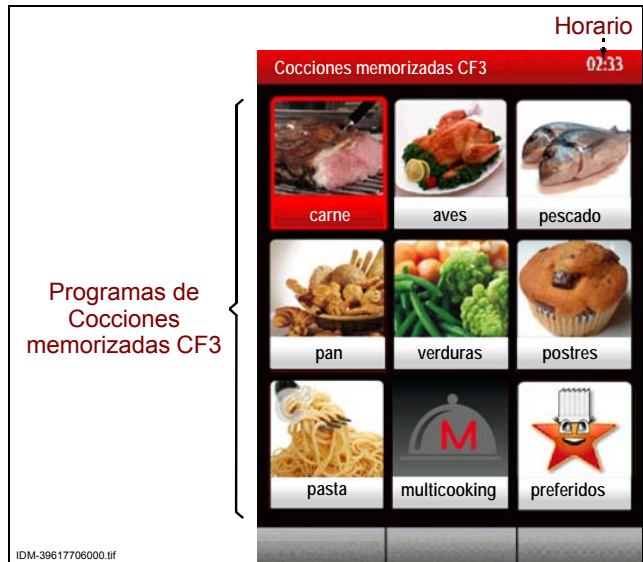 Horario
Cocciones memorizadas CF3 02:33
carne aves pescado
Programas de
Cocciones
memorizadas CF3
pan verduras postres
M
pasta multicooking preferidos
IDM-39617706000.tif